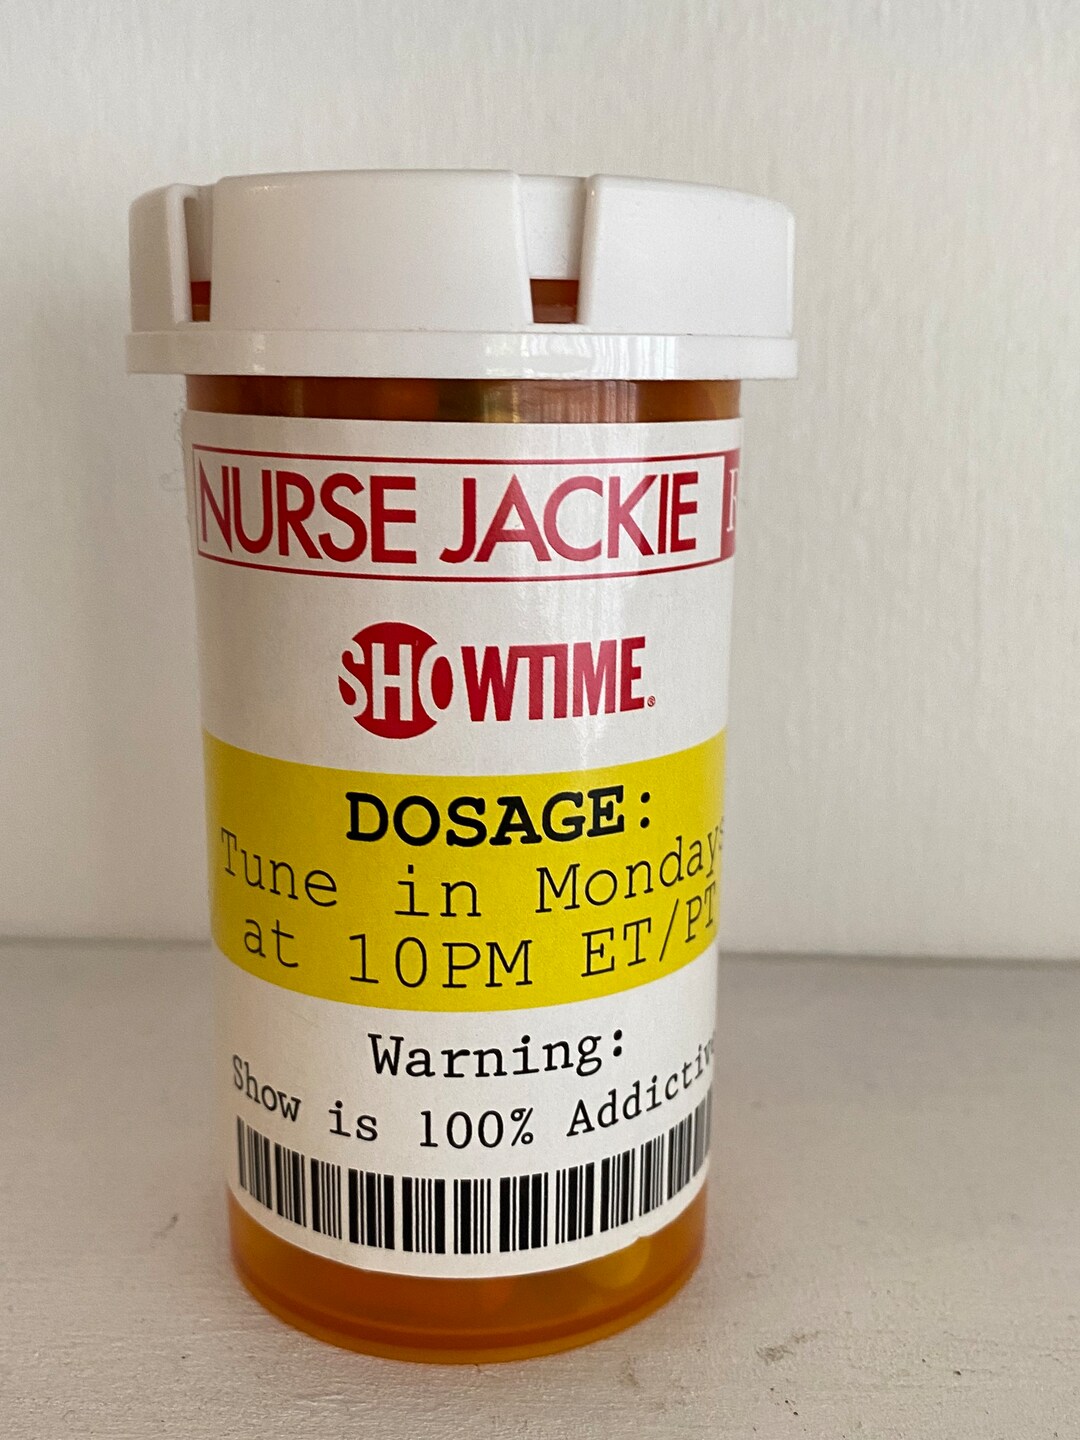 NURSE JACKIE
SHOWTIME®
DOSAGE:
Tune in Mondays
at 10PM ET/PT
Warning:
Show is 100% Addictive